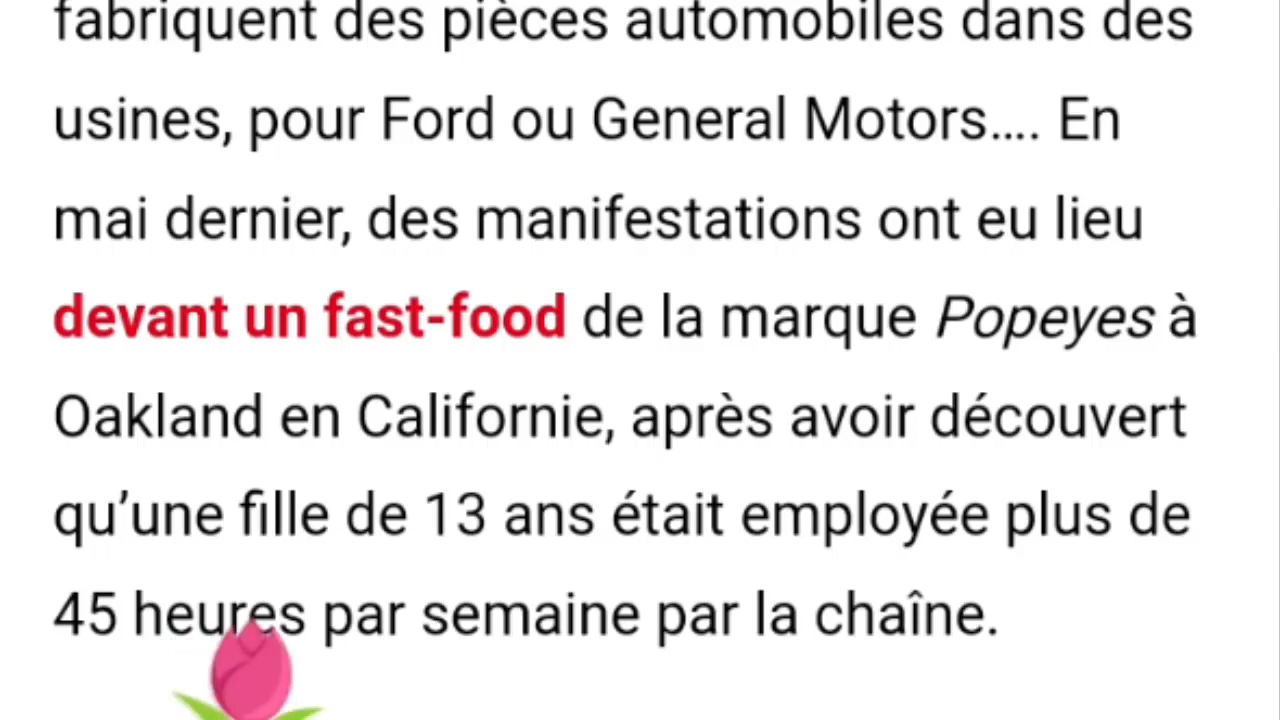 fabriquent des pièces automobiles dans des
usines, pour Ford ou General Motors…. En
mai dernier, des manifestations ont eu lieu
devant un fast-food de la marque Popeyes à
Oakland en Californie, après avoir découvert
qu’une fille de 13 ans était employée plus de
45 heures par semaine par la chaîne.